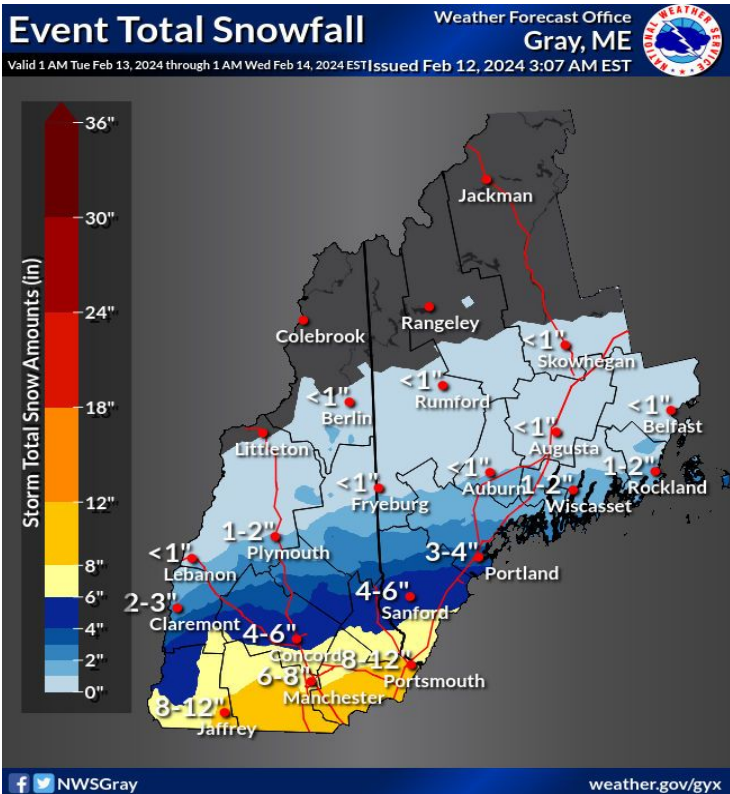 Event Total Snowfall
Weather Forecast Office
Gray, ME
Valid 1 AM Tue Feb 13, 2024 through 1 AM Wed Feb 14, 2024 EST
Issued Feb 12, 2024 3:07 AM EST
NATIONAL WEATHER SERVICE
Storm Total Snow Amounts (in)
36"
30"
24"
18"
12"
8"
6"
4"
2"
0"
Jackman
Rangeley
Colebrook
<1"
Skowhegan
<1"
Rumford
<1"
Berlin
<1"
Belfast
<1"
Augusta
Littleton
<1"
Auburn
1-2"
Rockland
<1"
Fryeburg
1-2"
Wiscasset
1-2"
Plymouth
<1"
Lebanon
3-4"
Portland
2-3"
Claremont
4-6"
Sanford
4-6"
Concord
8-12"
Portsmouth
6-8"
Manchester
8-12"
Jaffrey
NWSGray
weather.gov/gyx